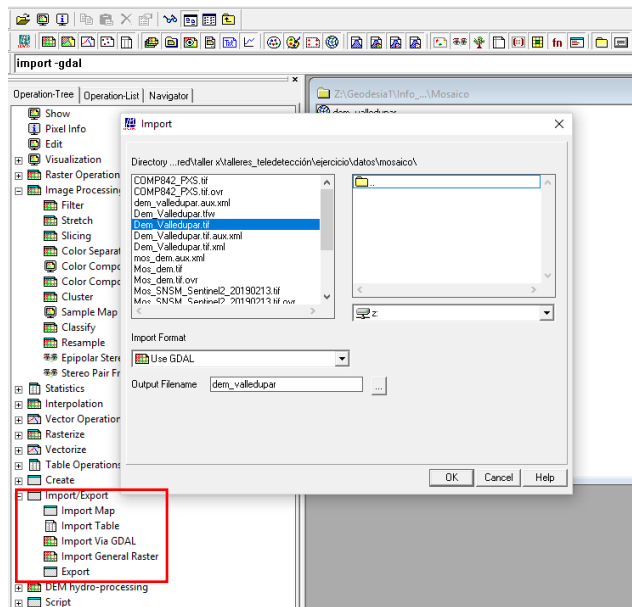 fn
import -gdal
Operation-Tree
Operation-List
Navigator
Show
Pixel Info
Edit
Visualization
Raster Operation
Image Processing
Filter
Stretch
Slicing
Color Separat
Color Compo
Color Compo
Cluster
Sample Map
Classify
Resample
Epipolar Stere
Stereo Pair Fr
Statistics
Interpolation
Vector Operation
Rasterize
Vectorize
Table Operations
Create
Import/Export
Import Map
Import Table
Import Via GDAL
Import General Raster
Export
DEM hydro-processing
Script
Z:\Geodesia1\Info_...\Mosaico
dem_valledupar
Import
Directory ...red\taller x\talleres_teledetección\ejercicio\datos\mosaico\
COMP842_PXS.tif
COMP842_PXS.tif.ovr
dem_valledupar.aux.xml
Dem_Valledupar.tfw
Dem_Valledupar.tif
Dem_Valledupar.tif.aux.xml
Dem_Valledupar.tif.xml
mos_dem.aux.xml
Mos_dem.tif
Mos_dem.tif.ovr
Mos_SNSM_Sentinel2_20190213.tif
Mos_SNSM_Sentinel2_20190213.tif.ovr
..
z:
Import Format
Use GDAL
Output Filename
dem_valledupar
...
OK
Cancel
Help